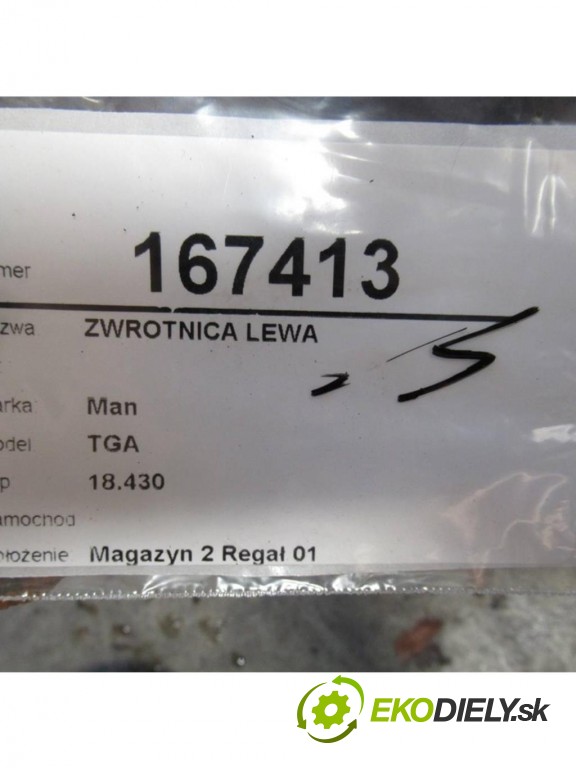 mer 167413
zwa ZWROTNICA LEWA
arka Man
odel TGA
p 18.430
amochod
ołożenie Magazyn 2 Regał 01
EKODIELY.sk